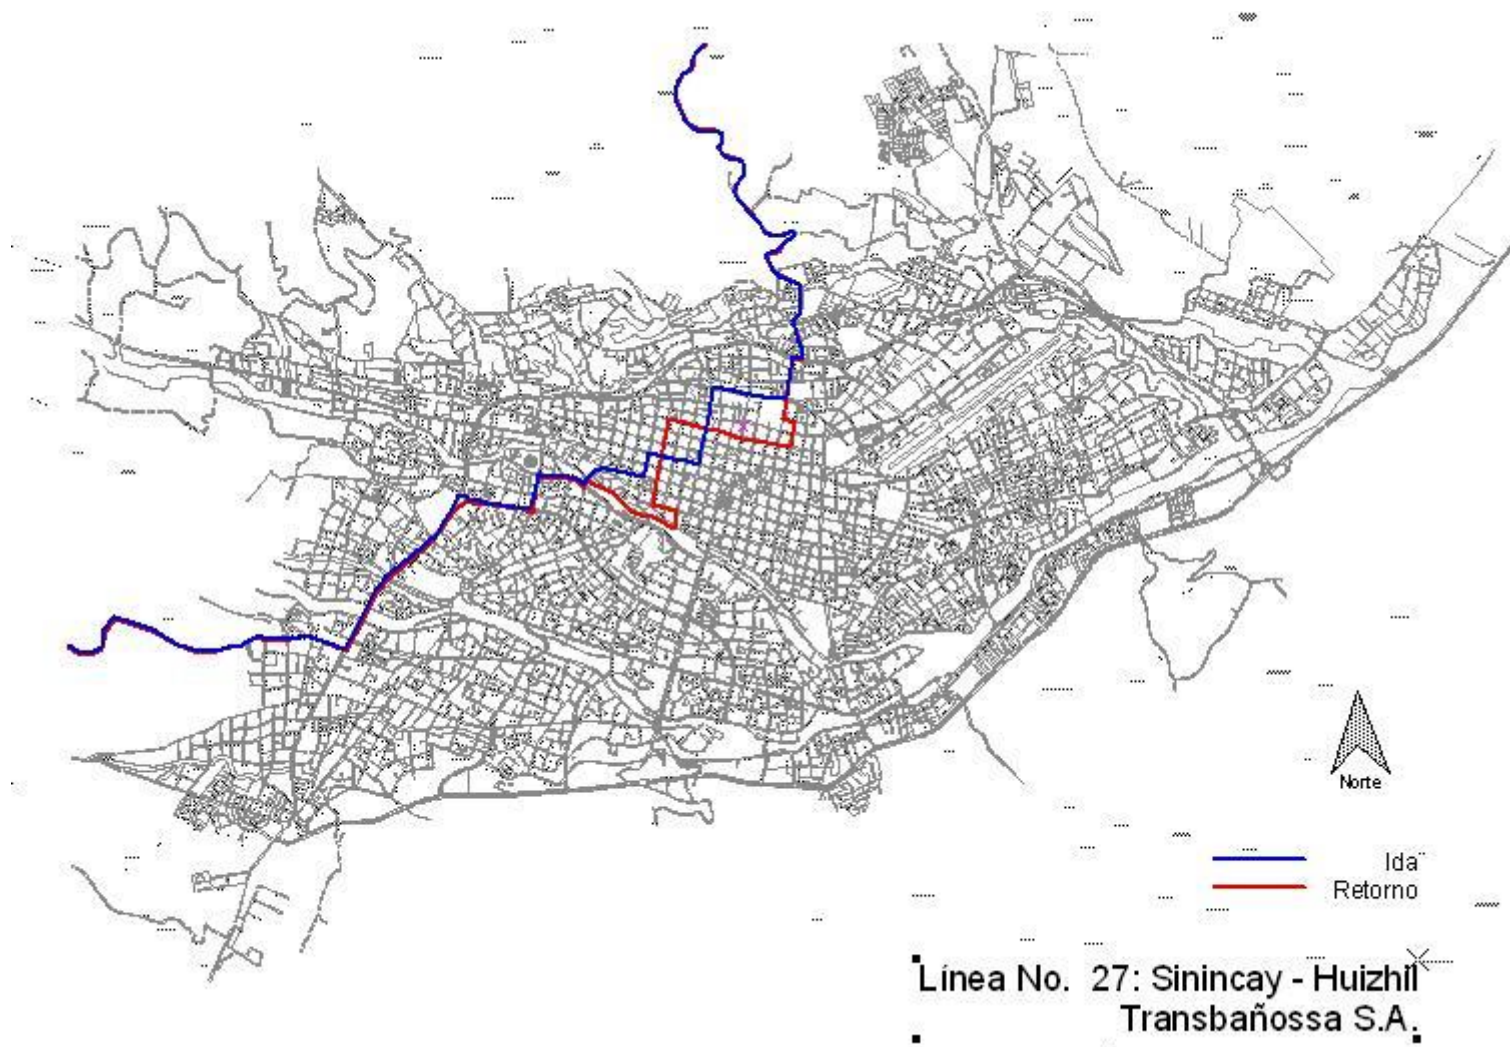 Norte
Ida
Retorno
Línea No. 27: Sinincay - Huizhil
Transbañossa S.A.